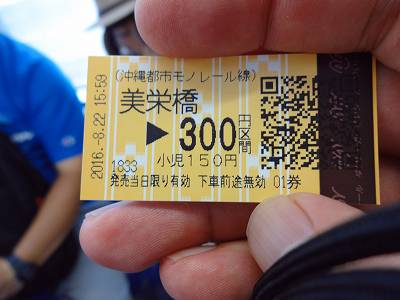 (沖縄都市モノレール線)
美栄橋
▶300円区間
小児150円
2016.-8.22 15:59
1833
発売当日限り有効 下車前途無効 01券